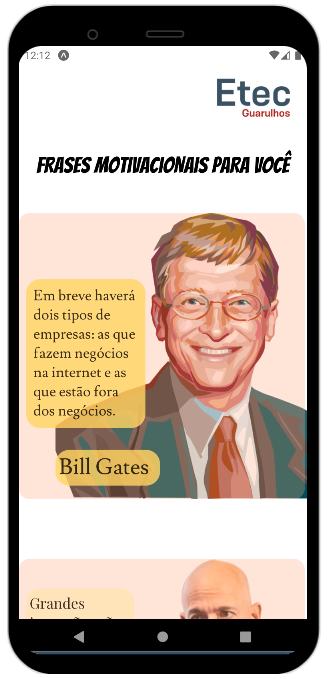 12:12
Etec
Guarulhos
FRASES MOTIVACIONAIS PARA VOCÊ
Em breve haverá
dois tipos de
empresas: as que
fazem negócios
na internet e as
que estão fora
dos negócios.
Bill Gates
Grandes